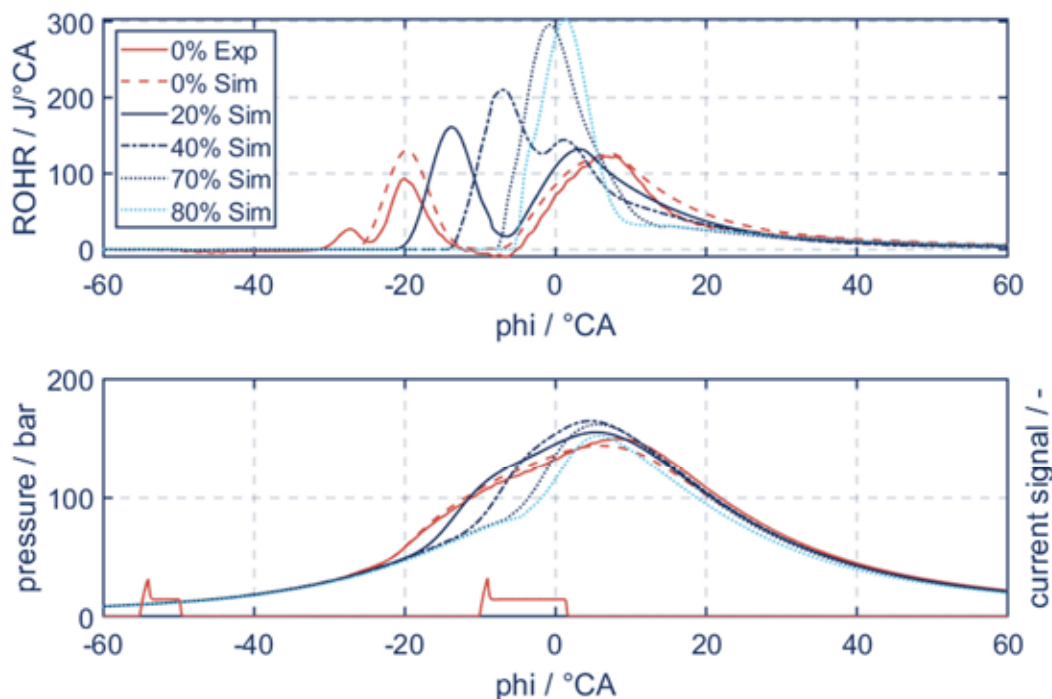 300
200
100
0
ROHR / J/°CA
0% Exp
0% Sim
20% Sim
40% Sim
70% Sim
80% Sim
-60 -40 -20 0 20 40 60
phi / °CA
200
100
0
pressure / bar
current signal / -
-60 -40 -20 0 20 40 60
phi / °CA